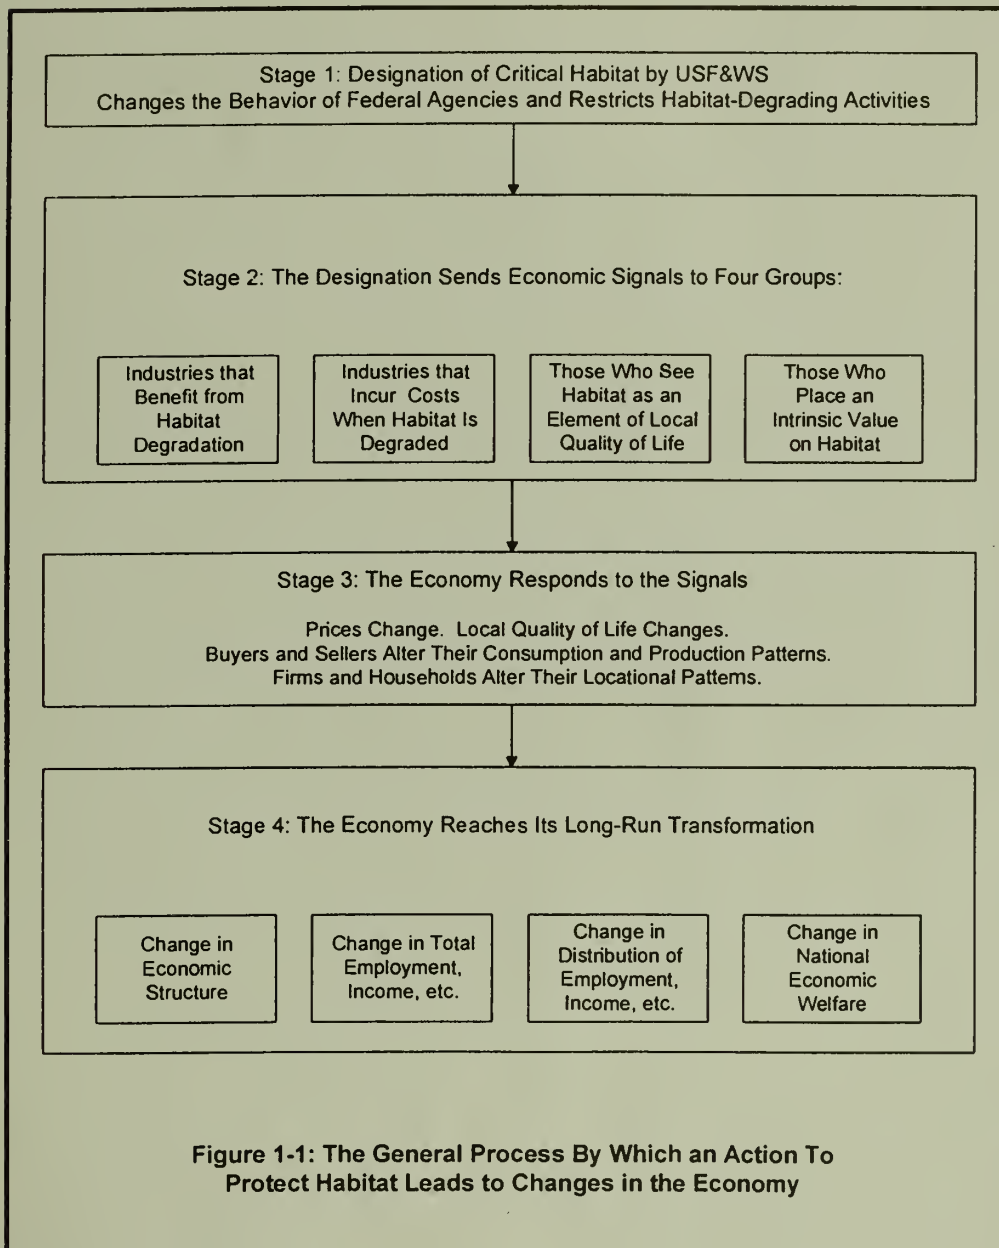 Stage 1: Designation of Critical Habitat by USF&WS
Changes the Behavior of Federal Agencies and Restricts Habitat-Degrading Activities
Stage 2: The Designation Sends Economic Signals to Four Groups:
Industries that
Benefit from
Habitat
Degradation
Industries that
Incur Costs
When Habitat Is
Degraded
Those Who See
Habitat as an
Element of Local
Quality of Life
Those Who
Place an
Intrinsic Value
on Habitat
Stage 3: The Economy Responds to the Signals
Prices Change. Local Quality of Life Changes.
Buyers and Sellers Alter Their Consumption and Production Patterns.
Firms and Households Alter Their Locational Patterns.
Stage 4: The Economy Reaches Its Long-Run Transformation
Change in
Economic
Structure
Change in Total
Employment,
Income, etc.
Change in
Distribution of
Employment,
Income, etc.
Change in
National
Economic
Welfare
Figure 1-1: The General Process By Which an Action To
Protect Habitat Leads to Changes in the Economy